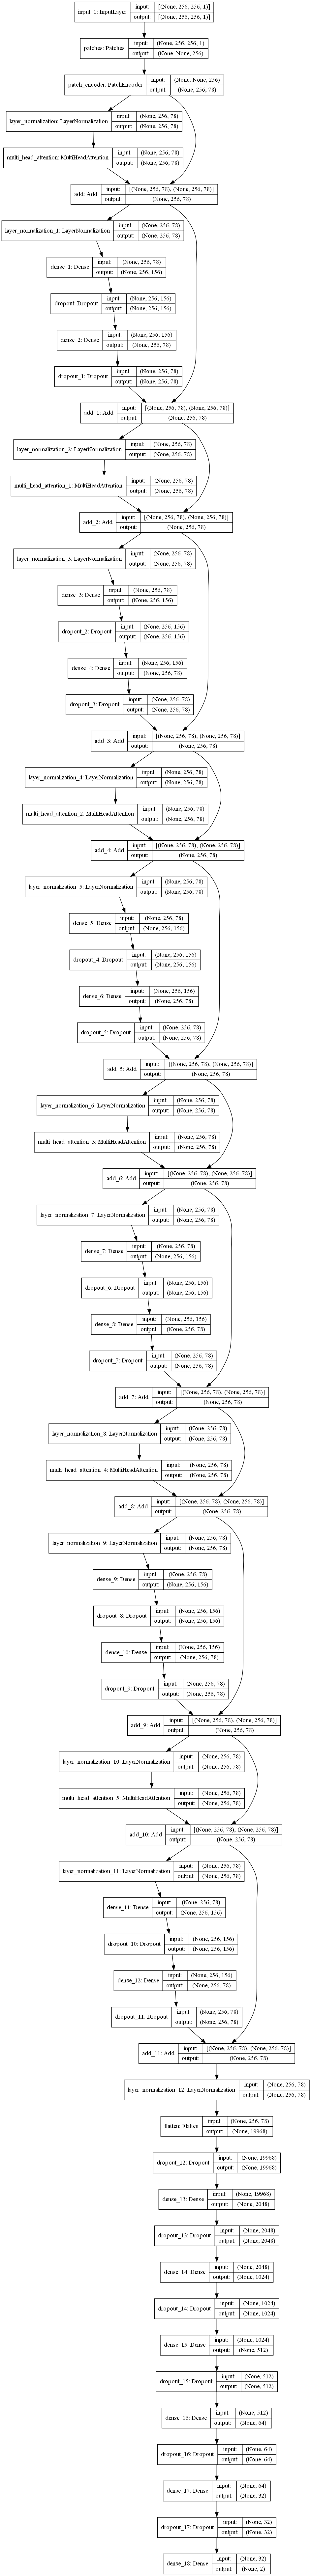 input_1: InputLayer
input: [(None, 256, 256, 1)]
output: [(None, 256, 256, 1)]
patches: Patches
input: (None, 256, 256, 1)
output: (None, None, 256)
patch_encoder: PatchEncoder
input: (None, None, 256)
output: (None, 256, 78)
layer_normalization: LayerNormalization
input: (None, 256, 78)
output: (None, 256, 78)
multi_head_attention: MultiHeadAttention
input: (None, 256, 78)
output: (None, 256, 78)
add: Add
input: [(None, 256, 78), (None, 256, 78)]
output: (None, 256, 78)
layer_normalization_1: LayerNormalization
input: (None, 256, 78)
output: (None, 256, 78)
dense_1: Dense
input: (None, 256, 78)
output: (None, 256, 156)
dropout: Dropout
input: (None, 256, 156)
output: (None, 256, 156)
dense_2: Dense
input: (None, 256, 156)
output: (None, 256, 78)
dropout_1: Dropout
input: (None, 256, 78)
output: (None, 256, 78)
add_1: Add
input: [(None, 256, 78), (None, 256, 78)]
output: (None, 256, 78)
layer_normalization_2: LayerNormalization
input: (None, 256, 78)
output: (None, 256, 78)
multi_head_attention_1: MultiHeadAttention
input: (None, 256, 78)
output: (None, 256, 78)
add_2: Add
input: [(None, 256, 78), (None, 256, 78)]
output: (None, 256, 78)
layer_normalization_3: LayerNormalization
input: (None, 256, 78)
output: (None, 256, 78)
dense_3: Dense
input: (None, 256, 78)
output: (None, 256, 156)
dropout_2: Dropout
input: (None, 256, 156)
output: (None, 256, 156)
dense_4: Dense
input: (None, 256, 156)
output: (None, 256, 78)
dropout_3: Dropout
input: (None, 256, 78)
output: (None, 256, 78)
add_3: Add
input: [(None, 256, 78), (None, 256, 78)]
output: (None, 256, 78)
layer_normalization_4: LayerNormalization
input: (None, 256, 78)
output: (None, 256, 78)
multi_head_attention_2: MultiHeadAttention
input: (None, 256, 78)
output: (None, 256, 78)
add_4: Add
input: [(None, 256, 78), (None, 256, 78)]
output: (None, 256, 78)
layer_normalization_5: LayerNormalization
input: (None, 256, 78)
output: (None, 256, 78)
dense_5: Dense
input: (None, 256, 78)
output: (None, 256, 156)
dropout_4: Dropout
input: (None, 256, 156)
output: (None, 256, 156)
dense_6: Dense
input: (None, 256, 156)
output: (None, 256, 78)
dropout_5: Dropout
input: (None, 256, 78)
output: (None, 256, 78)
add_5: Add
input: [(None, 256, 78), (None, 256, 78)]
output: (None, 256, 78)
layer_normalization_6: LayerNormalization
input: (None, 256, 78)
output: (None, 256, 78)
multi_head_attention_3: MultiHeadAttention
input: (None, 256, 78)
output: (None, 256, 78)
add_6: Add
input: [(None, 256, 78), (None, 256, 78)]
output: (None, 256, 78)
layer_normalization_7: LayerNormalization
input: (None, 256, 78)
output: (None, 256, 78)
dense_7: Dense
input: (None, 256, 78)
output: (None, 256, 156)
dropout_6: Dropout
input: (None, 256, 156)
output: (None, 256, 156)
dense_8: Dense
input: (None, 256, 156)
output: (None, 256, 78)
dropout_7: Dropout
input: (None, 256, 78)
output: (None, 256, 78)
add_7: Add
input: [(None, 256, 78), (None, 256, 78)]
output: (None, 256, 78)
layer_normalization_8: LayerNormalization
input: (None, 256, 78)
output: (None, 256, 78)
multi_head_attention_4: MultiHeadAttention
input: (None, 256, 78)
output: (None, 256, 78)
add_8: Add
input: [(None, 256, 78), (None, 256, 78)]
output: (None, 256, 78)
layer_normalization_9: LayerNormalization
input: (None, 256, 78)
output: (None, 256, 78)
dense_9: Dense
input: (None, 256, 78)
output: (None, 256, 156)
dropout_8: Dropout
input: (None, 256, 156)
output: (None, 256, 156)
dense_10: Dense
input: (None, 256, 156)
output: (None, 256, 78)
dropout_9: Dropout
input: (None, 256, 78)
output: (None, 256, 78)
add_9: Add
input: [(None, 256, 78), (None, 256, 78)]
output: (None, 256, 78)
layer_normalization_10: LayerNormalization
input: (None, 256, 78)
output: (None, 256, 78)
multi_head_attention_5: MultiHeadAttention
input: (None, 256, 78)
output: (None, 256, 78)
add_10: Add
input: [(None, 256, 78), (None, 256, 78)]
output: (None, 256, 78)
layer_normalization_11: LayerNormalization
input: (None, 256, 78)
output: (None, 256, 78)
dense_11: Dense
input: (None, 256, 78)
output: (None, 256, 156)
dropout_10: Dropout
input: (None, 256, 156)
output: (None, 256, 156)
dense_12: Dense
input: (None, 256, 156)
output: (None, 256, 78)
dropout_11: Dropout
input: (None, 256, 78)
output: (None, 256, 78)
add_11: Add
input: [(None, 256, 78), (None, 256, 78)]
output: (None, 256, 78)
layer_normalization_12: LayerNormalization
input: (None, 256, 78)
output: (None, 256, 78)
flatten: Flatten
input: (None, 256, 78)
output: (None, 19968)
dropout_12: Dropout
input: (None, 19968)
output: (None, 19968)
dense_13: Dense
input: (None, 19968)
output: (None, 2048)
dropout_13: Dropout
input: (None, 2048)
output: (None, 2048)
dense_14: Dense
input: (None, 2048)
output: (None, 1024)
dropout_14: Dropout
input: (None, 1024)
output: (None, 1024)
dense_15: Dense
input: (None, 1024)
output: (None, 512)
dropout_15: Dropout
input: (None, 512)
output: (None, 512)
dense_16: Dense
input: (None, 512)
output: (None, 64)
dropout_16: Dropout
input: (None, 64)
output: (None, 64)
dense_17: Dense
input: (None, 64)
output: (None, 32)
dropout_17: Dropout
input: (None, 32)
output: (None, 32)
dense_18: Dense
input: (None, 32)
output: (None, 2)